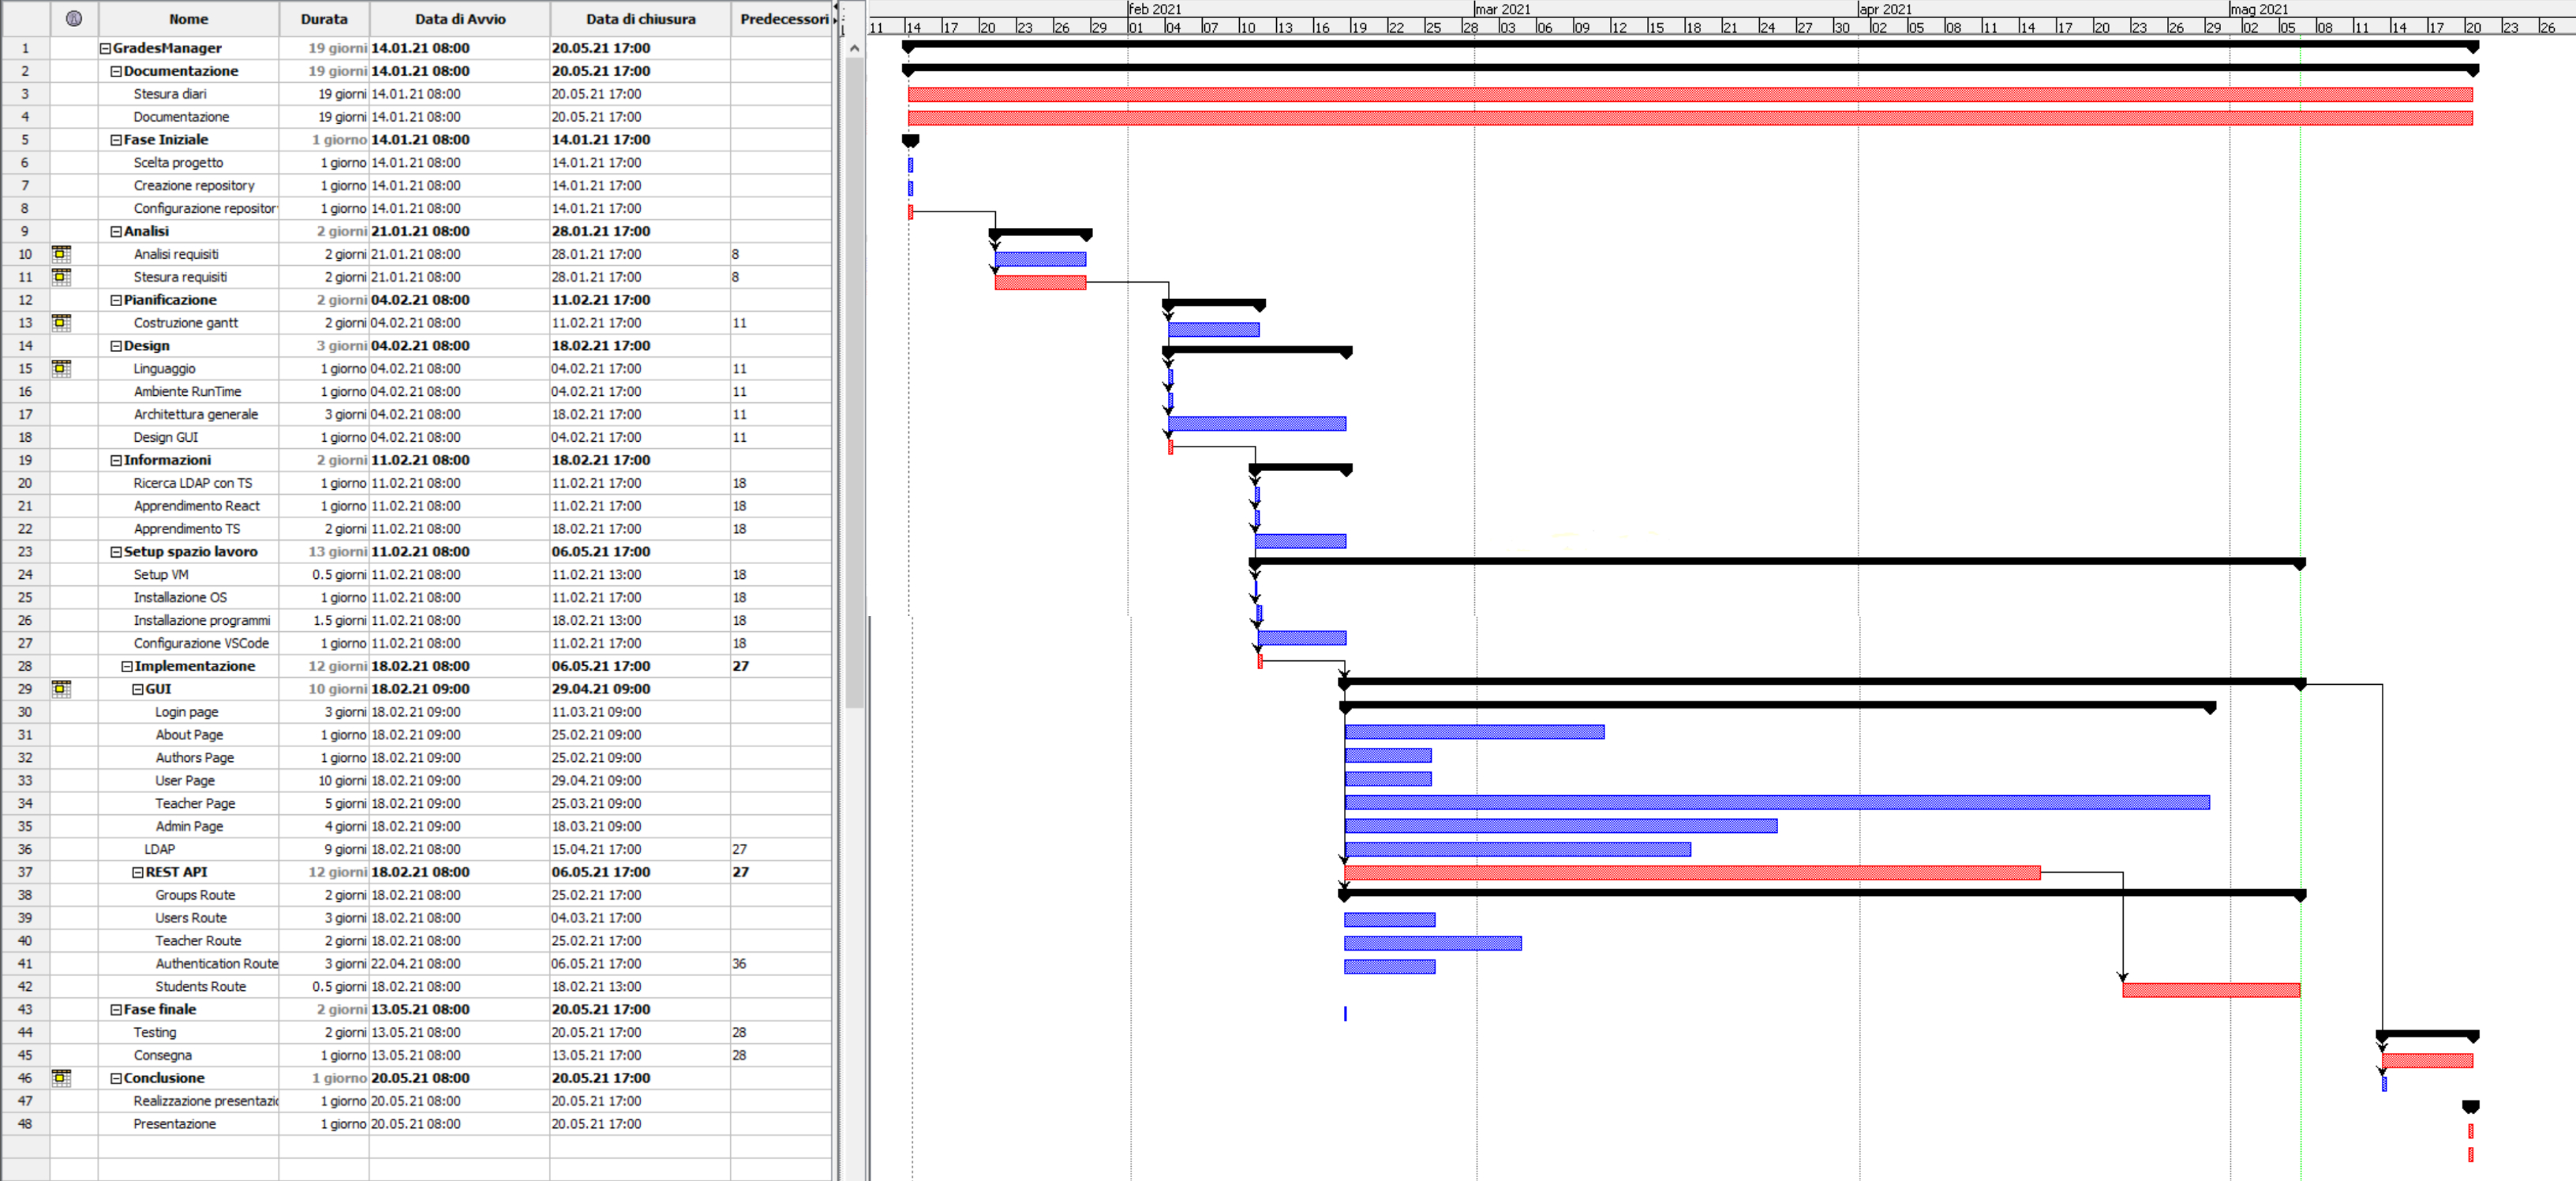 Nome Durata Data di Avvio Data di chiusura Predecessori
feb 2021 mar 2021 apr 2021 mag 2021
11 14 17 20 23 26 29 01 04 07 10 13 16 19 22 25 28 03 06 09 12 15 18 21 24 27 30 02 05 08 11 14 17 20 23 26 29 02 05 08 11 14 17 20 23 26
1 GradesManager 19 giorni 14.01.21 08:00 20.05.21 17:00
2 Documentazione 19 giorni 14.01.21 08:00 20.05.21 17:00
3 Stesura diari 19 giorni 14.01.21 08:00 20.05.21 17:00
4 Documentazione 19 giorni 14.01.21 08:00 20.05.21 17:00
5 Fase Iniziale 1 giorno 14.01.21 08:00 14.01.21 17:00
6 Scelta progetto 1 giorno 14.01.21 08:00 14.01.21 17:00
7 Creazione repository 1 giorno 14.01.21 08:00 14.01.21 17:00
8 Configurazione repositor 1 giorno 14.01.21 08:00 14.01.21 17:00
9 Analisi 2 giorni 21.01.21 08:00 28.01.21 17:00
10 Analisi requisiti 2 giorni 21.01.21 08:00 28.01.21 17:00 8
11 Stesura requisiti 2 giorni 21.01.21 08:00 28.01.21 17:00 8
12 Pianificazione 2 giorni 04.02.21 08:00 11.02.21 17:00
13 Costruzione gantt 2 giorni 04.02.21 08:00 11.02.21 17:00 11
14 Design 3 giorni 04.02.21 08:00 18.02.21 17:00
15 Linguaggio 1 giorno 04.02.21 08:00 04.02.21 17:00 11
16 Ambiente RunTime 1 giorno 04.02.21 08:00 04.02.21 17:00 11
17 Architettura generale 3 giorni 04.02.21 08:00 18.02.21 17:00 11
18 Design GUI 1 giorno 04.02.21 08:00 04.02.21 17:00 11
19 Informazioni 2 giorni 11.02.21 08:00 18.02.21 17:00
20 Ricerca LDAP con TS 1 giorno 11.02.21 08:00 11.02.21 17:00 18
21 Apprendimento React 1 giorno 11.02.21 08:00 11.02.21 17:00 18
22 Apprendimento TS 2 giorni 11.02.21 08:00 18.02.21 17:00 18
23 Setup spazio lavoro 13 giorni 11.02.21 08:00 06.05.21 17:00
24 Setup VM 0.5 giorni 11.02.21 08:00 11.02.21 13:00 18
25 Installazione OS 1 giorno 11.02.21 08:00 11.02.21 17:00 18
26 Installazione programmi 1.5 giorni 11.02.21 08:00 18.02.21 13:00 18
27 Configurazione VSCode 1 giorno 11.02.21 08:00 11.02.21 17:00 18
28 Implementazione 12 giorni 18.02.21 08:00 06.05.21 17:00 27
29 GUI 10 giorni 18.02.21 09:00 29.04.21 09:00
30 Login page 3 giorni 18.02.21 09:00 11.03.21 09:00
31 About Page 1 giorno 18.02.21 09:00 25.02.21 09:00
32 Authors Page 1 giorno 18.02.21 09:00 25.02.21 09:00
33 User Page 10 giorni 18.02.21 09:00 29.04.21 09:00
34 Teacher Page 5 giorni 18.02.21 09:00 25.03.21 09:00
35 Admin Page 4 giorni 18.02.21 09:00 18.03.21 09:00
36 LDAP 9 giorni 18.02.21 08:00 15.04.21 17:00 27
37 REST API 12 giorni 18.02.21 08:00 06.05.21 17:00 27
38 Groups Route 2 giorni 18.02.21 08:00 25.02.21 17:00
39 Users Route 3 giorni 18.02.21 08:00 04.03.21 17:00
40 Teacher Route 2 giorni 18.02.21 08:00 25.02.21 17:00
41 Authentication Route 3 giorni 22.04.21 08:00 06.05.21 17:00 36
42 Students Route 0.5 giorni 18.02.21 08:00 18.02.21 13:00
43 Fase finale 2 giorni 13.05.21 08:00 20.05.21 17:00
44 Testing 2 giorni 13.05.21 08:00 20.05.21 17:00 28
45 Consegna 1 giorno 13.05.21 08:00 13.05.21 17:00 28
46 Conclusione 1 giorno 20.05.21 08:00 20.05.21 17:00
47 Realizzazione presentazi 1 giorno 20.05.21 08:00 20.05.21 17:00
48 Presentazione 1 giorno 20.05.21 08:00 20.05.21 17:00